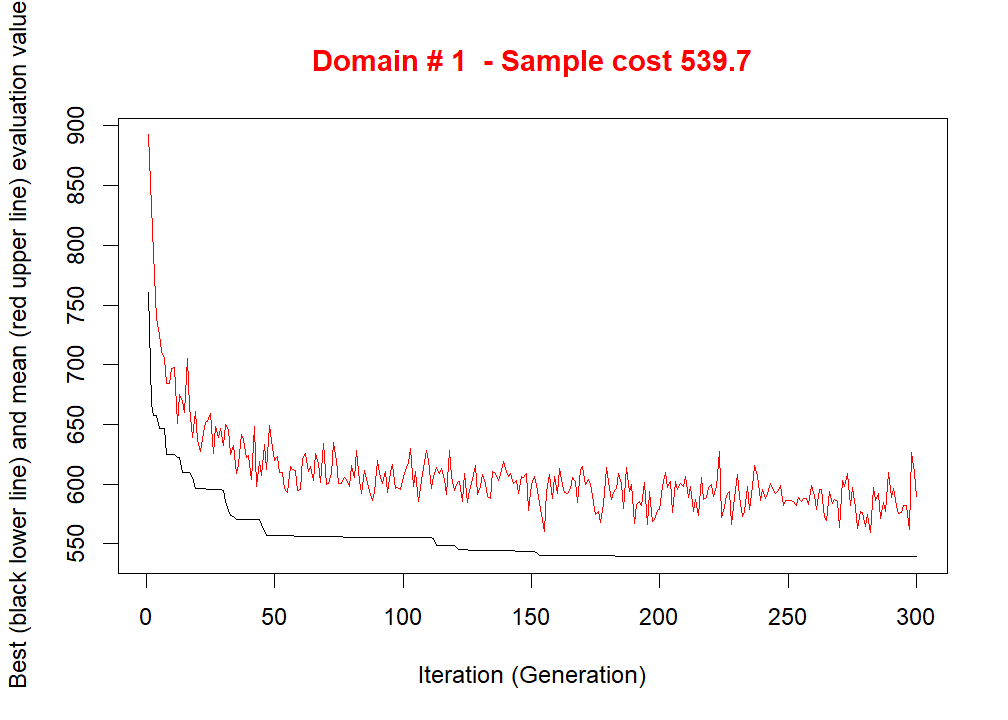 Domain # 1  - Sample cost 539.7
Best (black lower line) and mean (red upper line) evaluation value
900
850
800
750
700
650
600
550
0 50 100 150 200 250 300
Iteration (Generation)